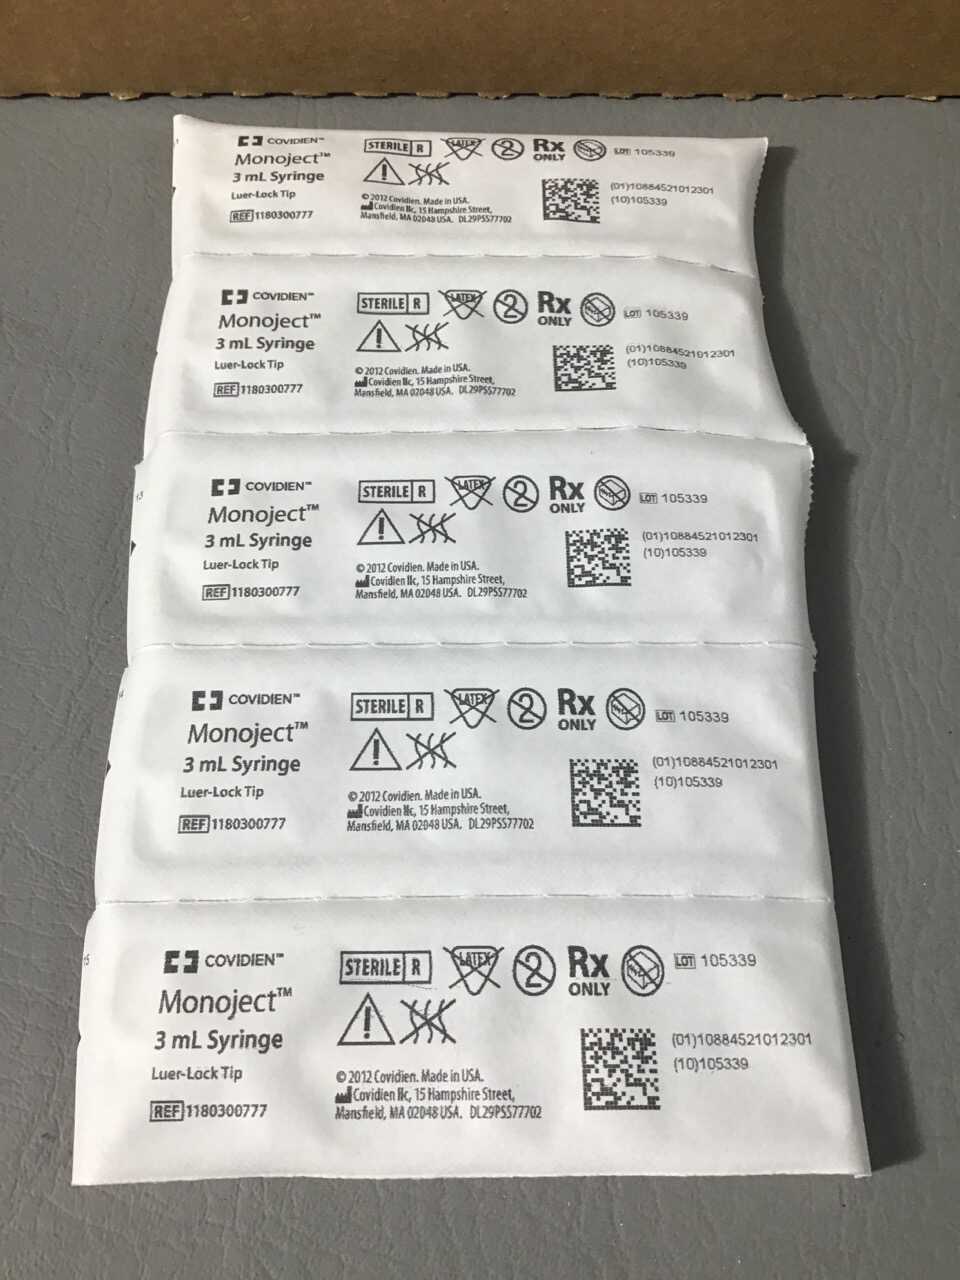 COVIDIEN™
Monoject™
3 mL Syringe
Luer-Lock Tip
REF 1180300777
STERILE R LATEX 2 Rx ONLY
LOT 105339
© 2012 Covidien. Made in USA.
Covidien llc, 15 Hampshire Street,
Mansfield, MA 02048 USA. DL29PSS77702
(01)10884521012301
(10)105339
COVIDIEN™
Monoject™
3 mL Syringe
Luer-Lock Tip
REF 1180300777
STERILE R LATEX 2 Rx ONLY
LOT 105339
© 2012 Covidien. Made in USA.
Covidien llc, 15 Hampshire Street,
Mansfield, MA 02048 USA. DL29PSS77702
(01)10884521012301
(10)105339
13
COVIDIEN™
Monoject™
3 mL Syringe
Luer-Lock Tip
REF 1180300777
STERILE R LATEX 2 Rx ONLY
LOT 105339
© 2012 Covidien. Made in USA.
Covidien llc, 15 Hampshire Street,
Mansfield, MA 02048 USA. DL29PSS77702
(01)10884521012301
(10)105339
COVIDIEN™
Monoject™
3 mL Syringe
Luer-Lock Tip
REF 1180300777
STERILE R LATEX 2 Rx ONLY
LOT 105339
© 2012 Covidien. Made in USA.
Covidien llc, 15 Hampshire Street,
Mansfield, MA 02048 USA. DL29PSS77702
(01)10884521012301
(10)105339
COVIDIEN™
Monoject™
3 mL Syringe
Luer-Lock Tip
REF 1180300777
STERILE R LATEX 2 Rx ONLY
LOT 105339
© 2012 Covidien. Made in USA.
Covidien llc, 15 Hampshire Street,
Mansfield, MA 02048 USA. DL29PSS77702
(01)10884521012301
(10)105339